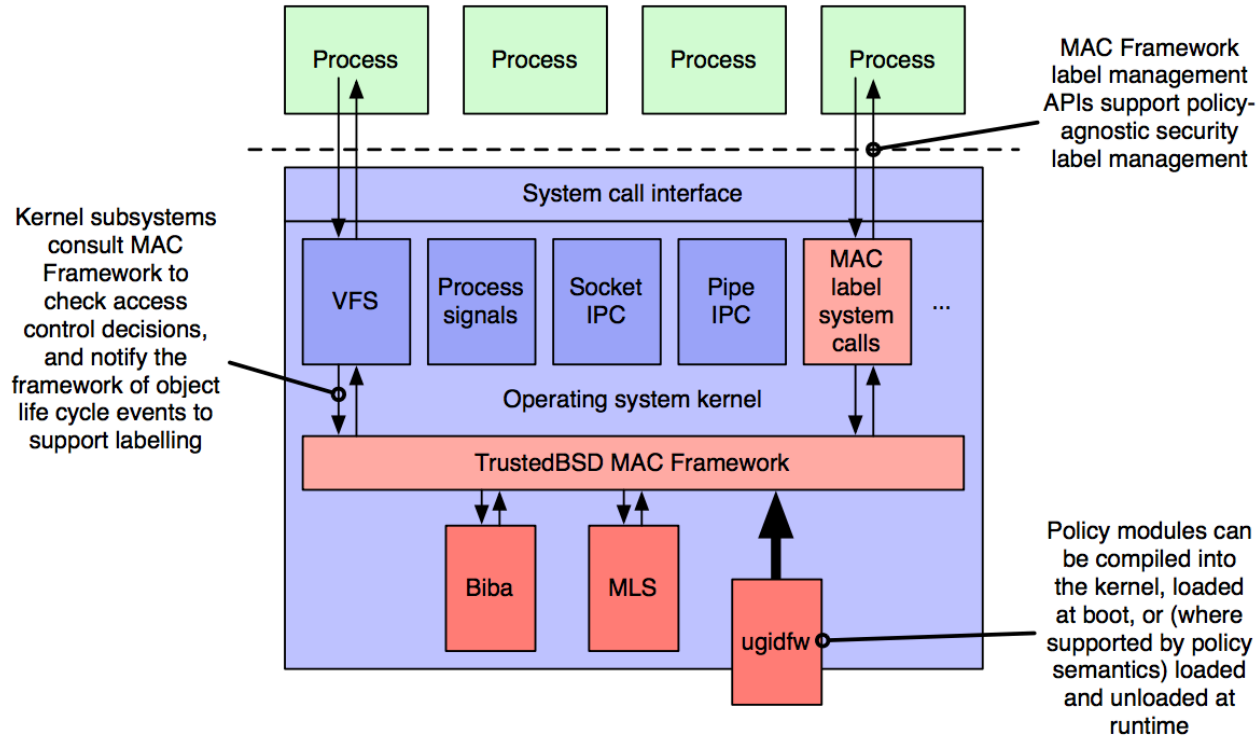 Process
Process
Process
Process
MAC Framework
label management
APIs support policy-
agnostic security
label management
System call interface
Kernel subsystems
consult MAC
Framework to
check access
control decisions,
and notify the
framework of object
life cycle events to
support labelling
VFS
Process
signals
Socket
IPC
Pipe
IPC
MAC
label
system
calls
...
Operating system kernel
TrustedBSD MAC Framework
Biba
MLS
ugidfw
Policy modules can
be compiled into
the kernel, loaded
at boot, or (where
supported by policy
semantics) loaded
and unloaded at
runtime